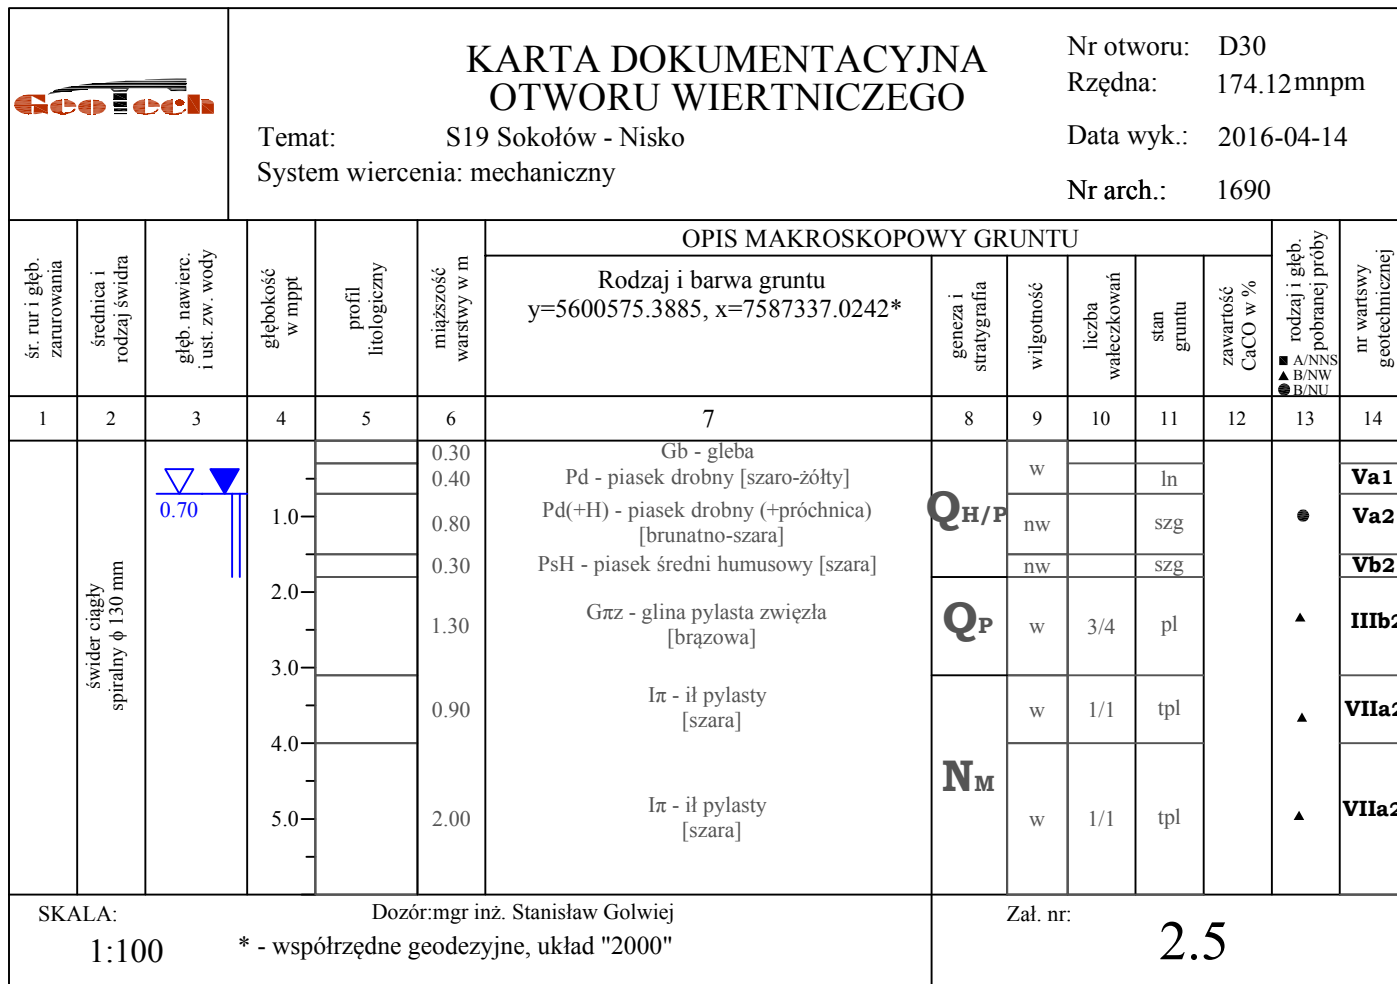 GeoTech
KARTA DOKUMENTACYJNA
OTWORU WIERTNICZEGO
Temat: S19 Sokołów - Nisko
System wiercenia: mechaniczny
Nr otworu: D30
Rzędna: 174.12mnpm
Data wyk.: 2016-04-14
Nr arch.: 1690
śr. rur i głęb.
zarurowania
średnica i
rodzaj świdra
głęb. nawierc.
i ust. zw. wody
głębokość
w mppt
profil
litologiczny
miąższość
warstwy w m
OPIS MAKROSKOPOWY GRUNTU
Rodzaj i barwa gruntu
y=5600575.3885, x=7587337.0242*
geneza i
stratygrafia
wilgotność
liczba
wałeczkowań
stan
gruntu
zawartość
CaCO w %
rodzaj i głęb.
pobranej próby
■ A/NNS
▲ B/NW
● B/NU
nr wartswy
geotechnicznej
1 2 3 4 5 6 7 8 9 10 11 12 13 14
świder ciągły
spiralny ϕ 130 mm
0.70
1.0
2.0
3.0
4.0
5.0
0.30 Gb - gleba
0.40 Pd - piasek drobny [szaro-żółty] w ln Va1
0.80 Pd(+H) - piasek drobny (+próchnica)
[brunatno-szara] QH/P nw szg Va2
0.30 PsH - piasek średni humusowy [szara] nw szg Vb2
1.30 Gπz - glina pylasta zwięzła
[brązowa] QP w 3/4 pl IIIb2
0.90 Iπ - ił pylasty
[szara] w 1/1 tpl VIIa2
NM
2.00 Iπ - ił pylasty
[szara] w 1/1 tpl VIIa2
SKALA:
1:100
Dozór:mgr inż. Stanisław Golwiej
* - współrzędne geodezyjne, układ "2000"
Zał. nr:
2.5